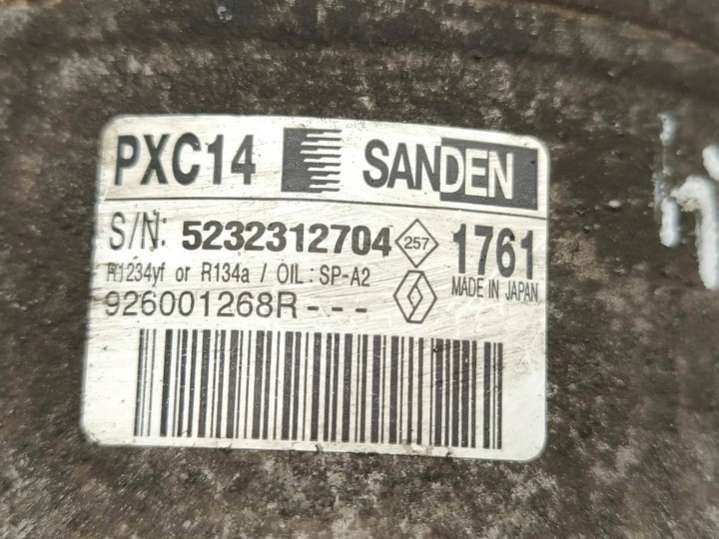 PXC14 SANDEN
S/N: 5232312704 257 1761
R1234yf or R134a / OIL : SP-A2 MADE IN JAPAN
926001268R---